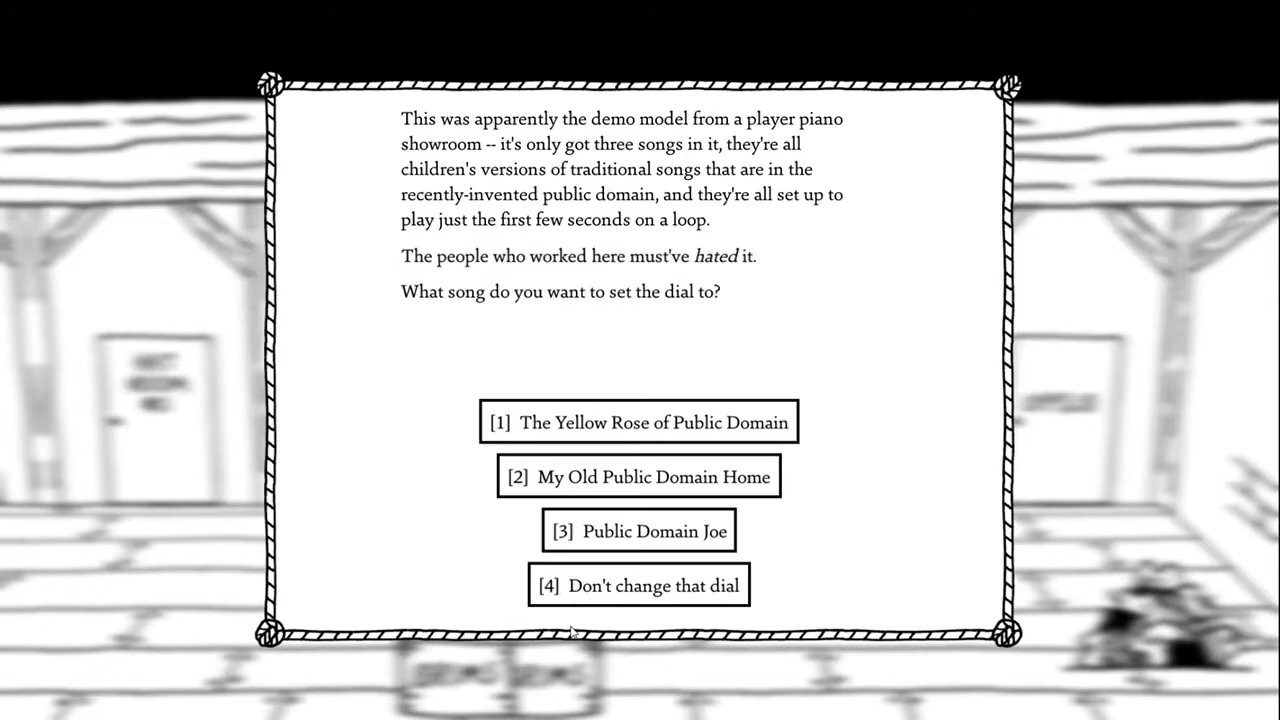 This was apparently the demo model from a player piano
showroom -- it's only got three songs in it, they're all
children's versions of traditional songs that are in the
recently-invented public domain, and they're all set up to
play just the first few seconds on a loop.
The people who worked here must've hated it.
What song do you want to set the dial to?
[1] The Yellow Rose of Public Domain
[2] My Old Public Domain Home
[3] Public Domain Joe
[4] Don't change that dial